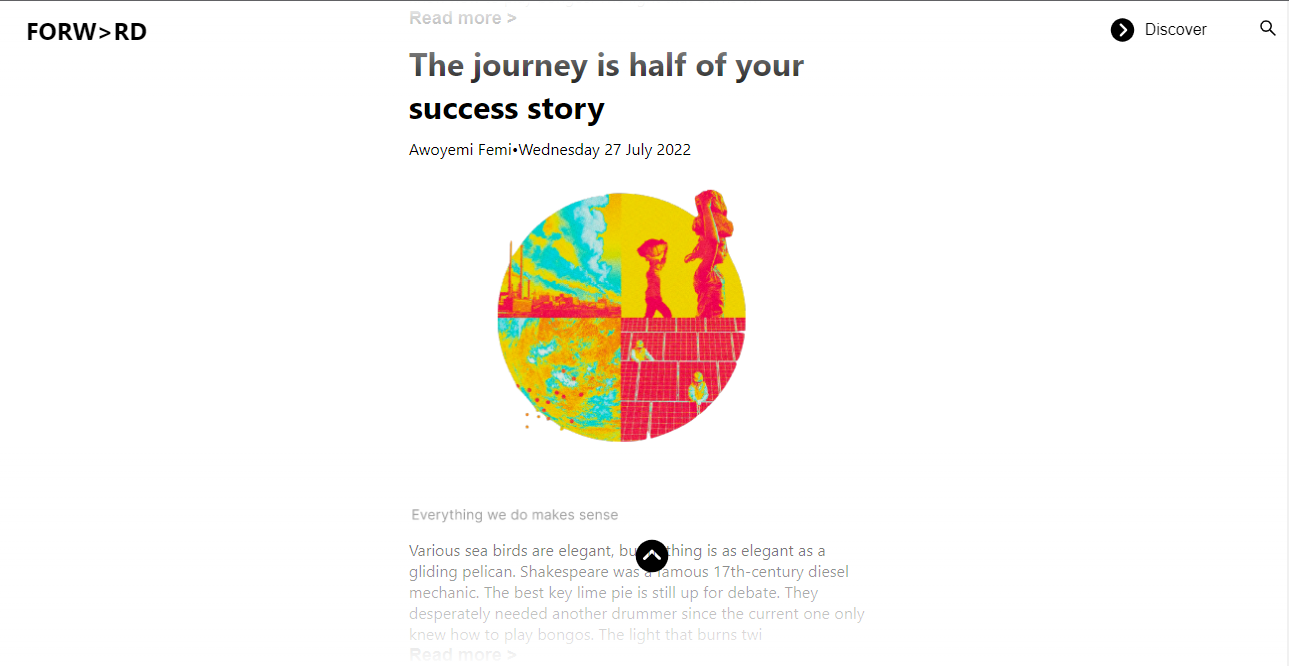 Read more >
FORW>RD
Discover
The journey is half of your
success story
Awoyemi Femi•Wednesday 27 July 2022
Everything we do makes sense
Various sea birds are elegant, bu thing is as elegant as a
gliding pelican. Shakespeare was a famous 17th-century diesel
mechanic. The best key lime pie is still up for debate. They
desperately needed another drummer since the current one only
knew how to play bongos. The light that burns twi
Read more >